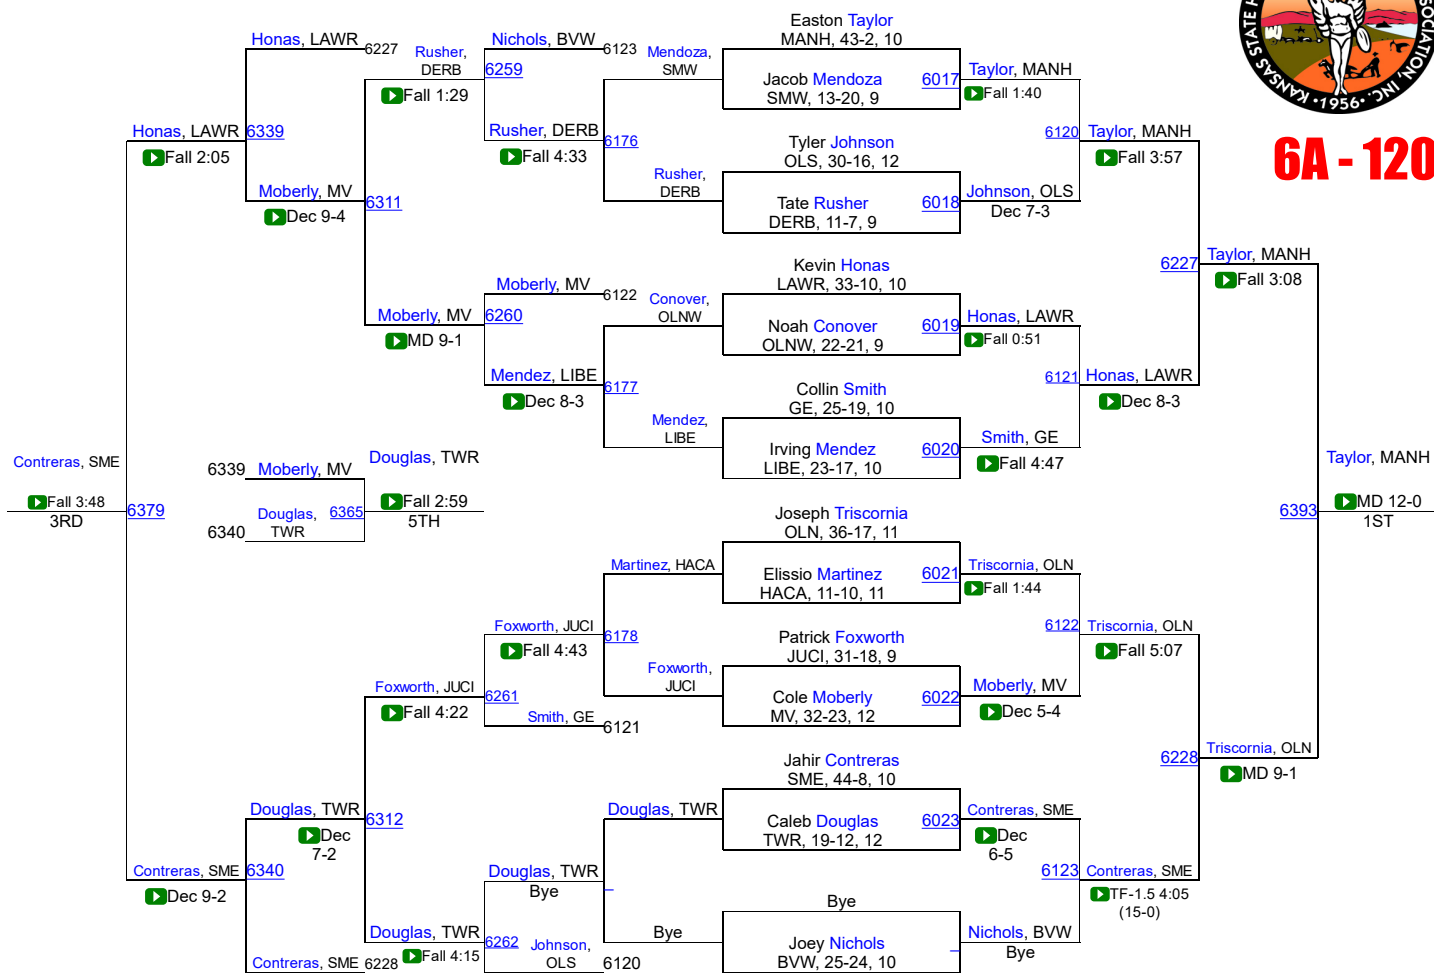 Honas, LAWR
6227
Rusher,
DERB
Fall 1:29
Nichols, BVW
6123
6259
Mendoza,
SMW
Easton Taylor
MANH, 43-2, 10
Jacob Mendoza
SMW, 13-20, 9
6017
Taylor, MANH
Fall 1:40
KANSAS STATE H
SOCIATION, INC.
•1956•
6A - 120
Honas, LAWR
6339
Fall 2:05
Rusher, DERB
Fall 4:33
6176
Tyler Johnson
OLS, 30-16, 12
6120
Taylor, MANH
Fall 3:57
Moberly, MV
Dec 9-4
6311
Rusher,
DERB
Tate Rusher
DERB, 11-7, 9
6018
Johnson, OLS
Dec 7-3
6227
Taylor, MANH
Fall 3:08
Moberly, MV
6122
Moberly, MV
MD 9-1
6260
Conover,
OLNW
Kevin Honas
LAWR, 33-10, 10
Noah Conover
OLNW, 22-21, 9
6019
Honas, LAWR
Fall 0:51
Mendez, LIBE
Dec 8-3
6177
Collin Smith
GE, 25-19, 10
6121
Honas, LAWR
Dec 8-3
Mendez,
LIBE
Irving Mendez
LIBE, 23-17, 10
6020
Smith, GE
Fall 4:47
Contreras, SME
Fall 3:48
3RD
6379
6339
Moberly, MV
Douglas, TWR
Douglas,
TWR
6365
6340
Fall 2:59
5TH
6393
Taylor, MANH
MD 12-0
1ST
Joseph Triscornia
OLN, 36-17, 11
Martinez, HACA
Elissio Martinez
HACA, 11-10, 11
6021
Triscornia, OLN
Fall 1:44
Foxworth, JUCI
Fall 4:43
6178
Patrick Foxworth
JUCI, 31-18, 9
6122
Triscornia, OLN
Fall 5:07
Foxworth, JUCI
Fall 4:22
6261
Foxworth,
JUCI
Cole Moberly
MV, 32-23, 12
6022
Moberly, MV
Dec 5-4
Smith, GE
6121
6228
Triscornia, OLN
MD 9-1
Jahir Contreras
SME, 44-8, 10
Douglas, TWR
Dec
7-2
6312
Douglas, TWR
Caleb Douglas
TWR, 19-12, 12
6023
Contreras, SME
Dec
6-5
Contreras, SME
Dec 9-2
6340
Douglas, TWR
Bye
6123
Contreras, SME
TF-1.5 4:05
(15-0)
Bye
Douglas, TWR
Fall 4:15
6262
Johnson,
OLS
6120
Bye
Joey Nichols
BVW, 25-24, 10
Nichols, BVW
Bye
Contreras, SME
6228